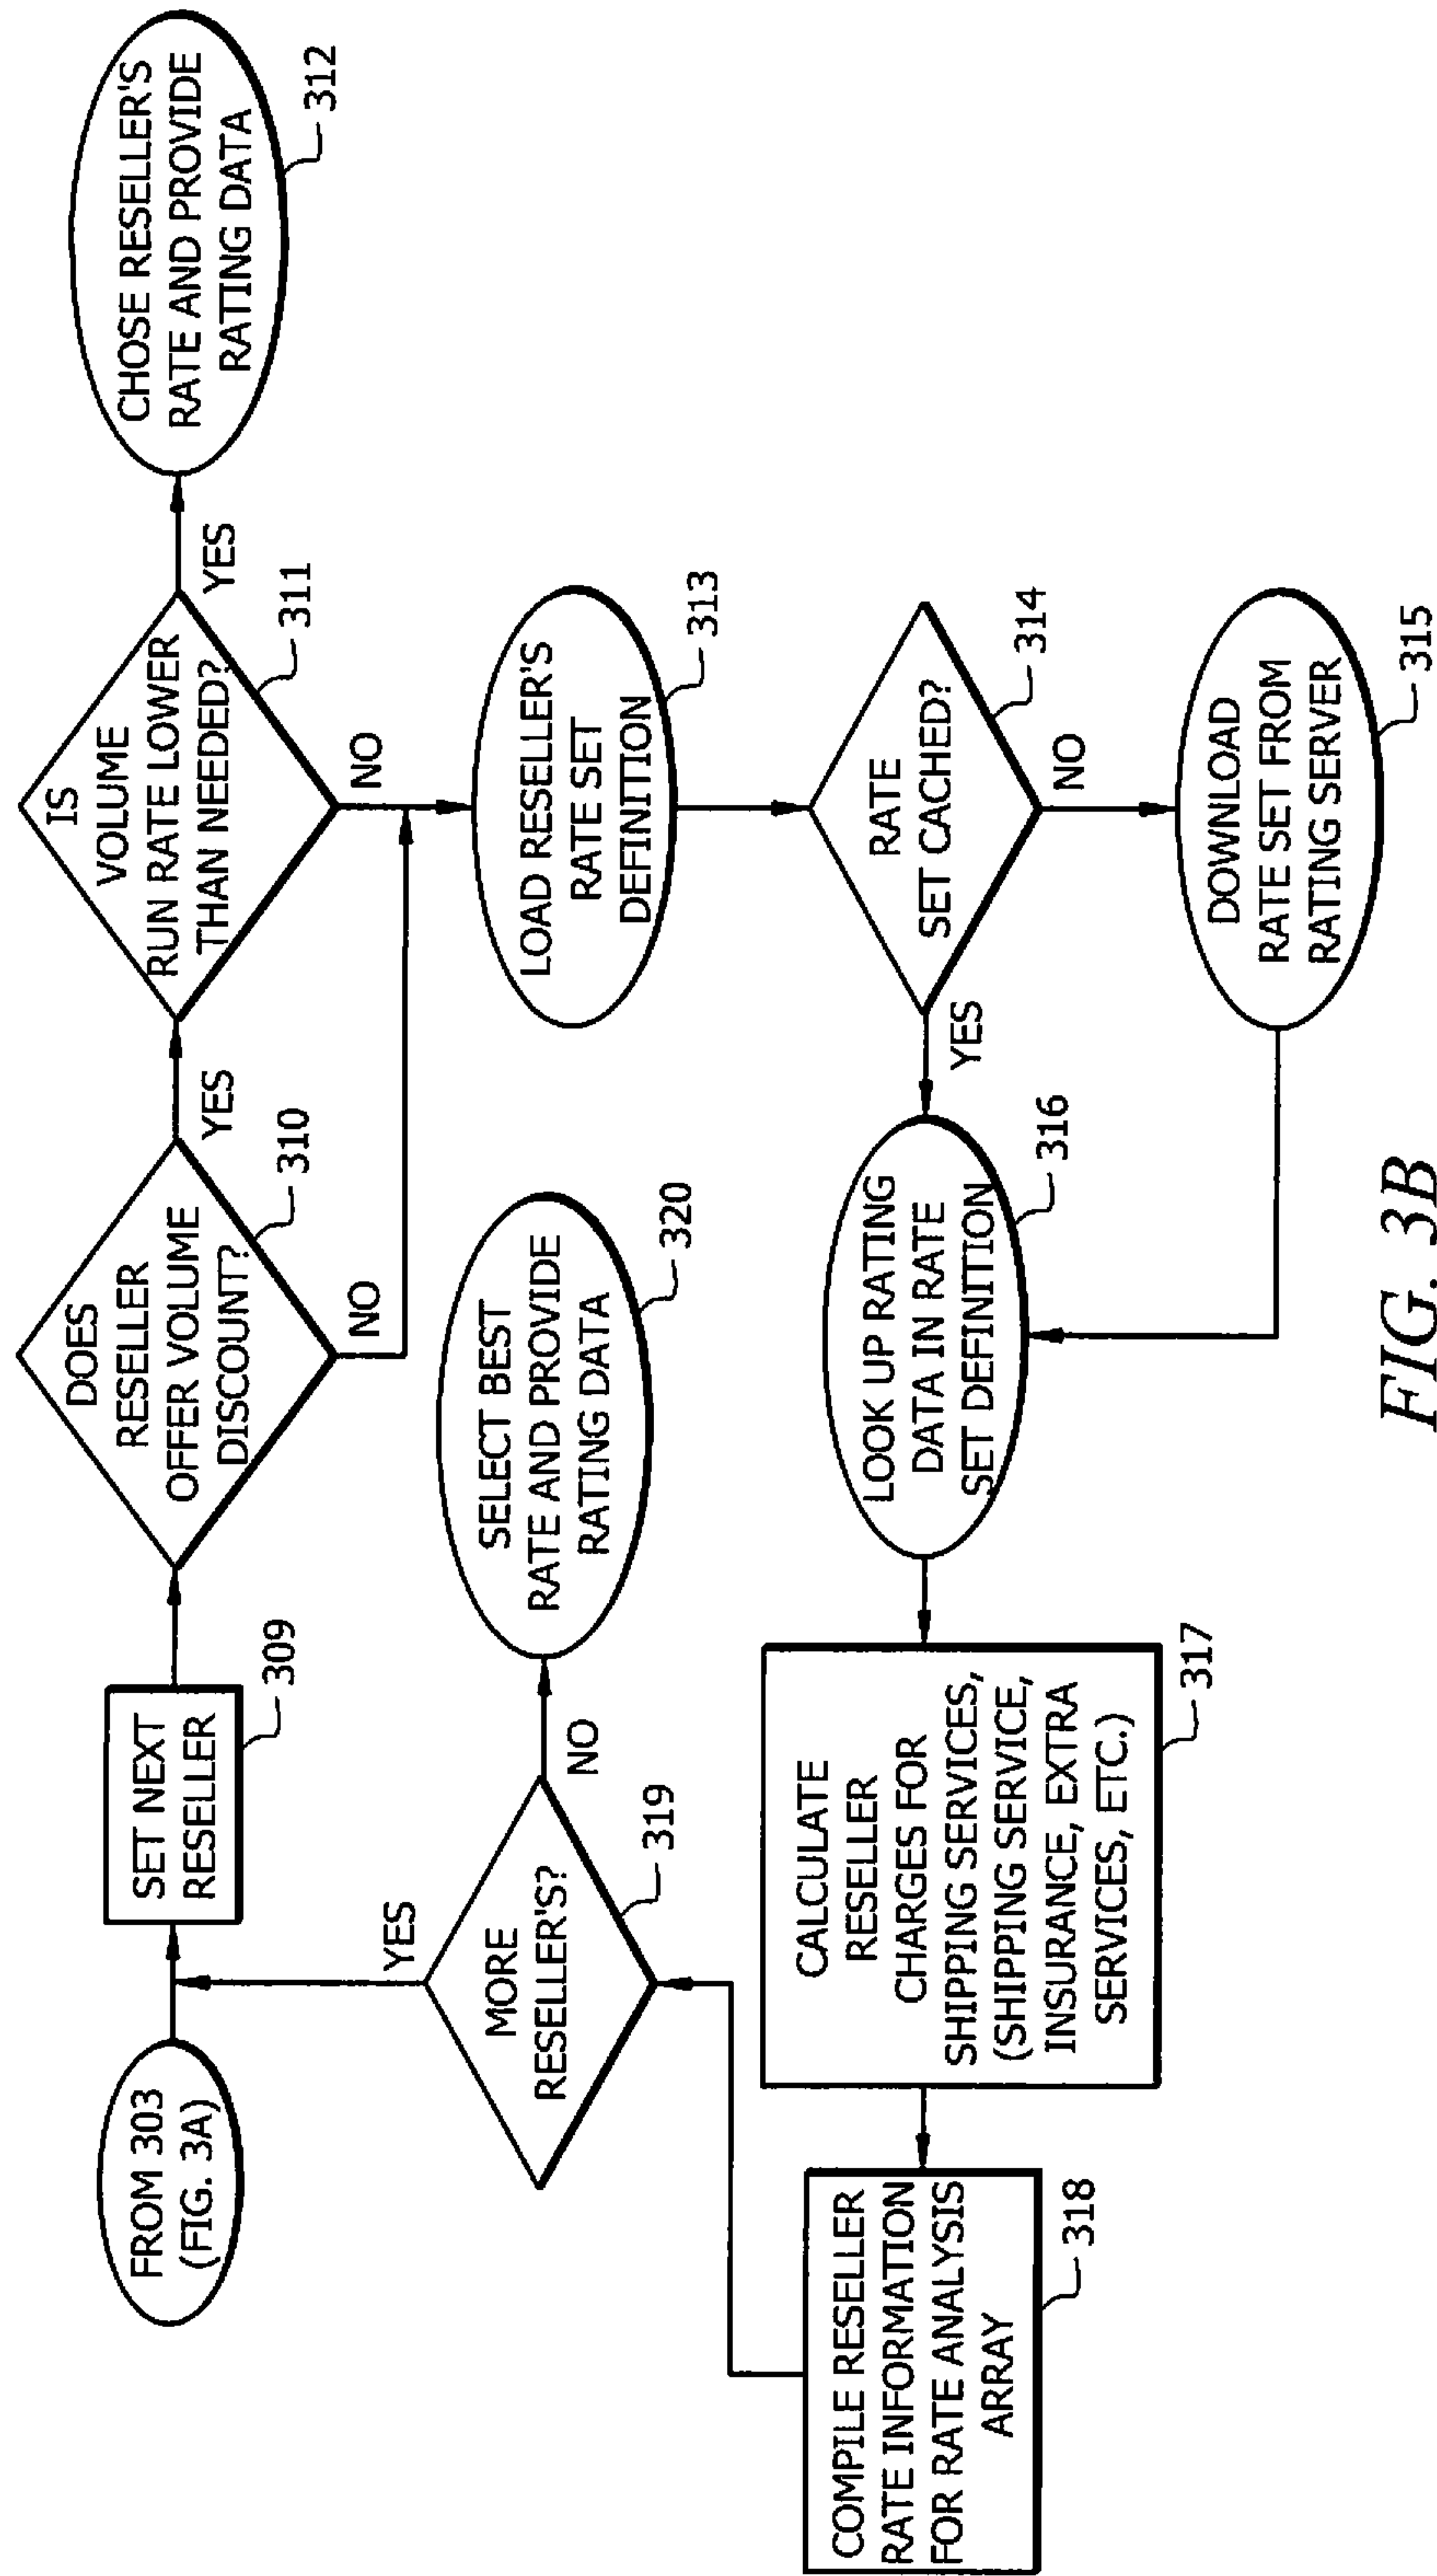 FROM 303
(FIG. 3A)
SET NEXT
RESELLER
309
DOES
RESELLER
OFFER VOLUME
DISCOUNT?
310
YES
NO
IS
VOLUME
RUN RATE LOWER
THAN NEEDED?
311
YES
NO
CHOSE RESELLER'S
RATE AND PROVIDE
RATING DATA
312
LOAD RESELLER'S
RATE SET
DEFINITION
313
RATE
SET CACHED?
314
YES
NO
DOWNLOAD
RATE SET FROM
RATING SERVER
315
LOOK UP RATING
DATA IN RATE
SET DEFINITION
316
CALCULATE
RESELLER
CHARGES FOR
SHIPPING SERVICES,
(SHIPPING SERVICE,
INSURANCE, EXTRA
SERVICES, ETC.)
317
COMPILE RESELLER
RATE INFORMATION
FOR RATE ANALYSIS
ARRAY
318
MORE
RESELLER'S?
319
YES
NO
SELECT BEST
RATE AND PROVIDE
RATING DATA
320
FIG. 3B